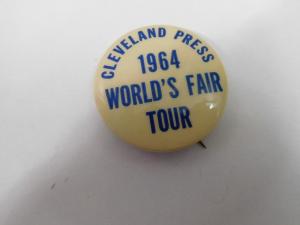 CLEVELAND PRESS
1964
WORLD'S FAIR
TOUR